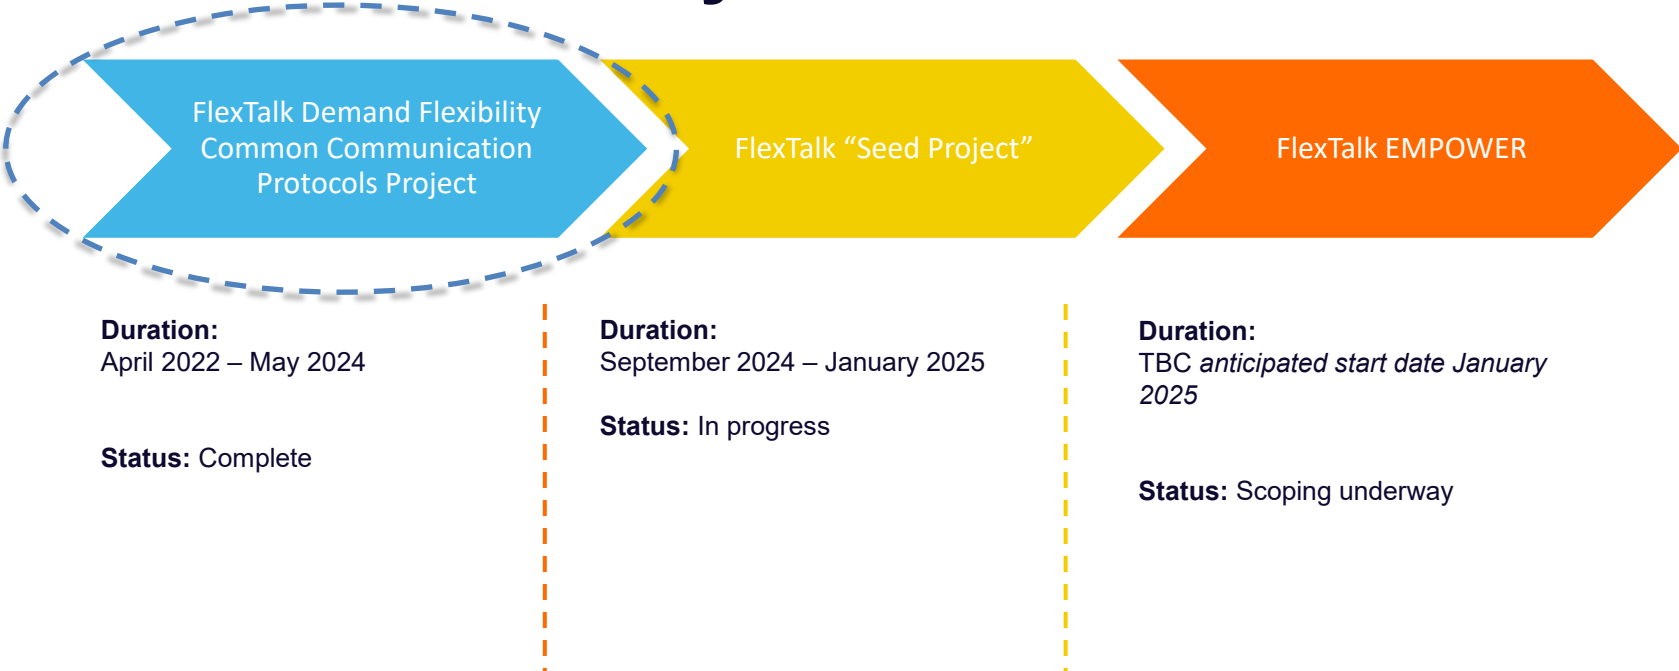 FlexTalk Demand Flexibility
Common Communication
Protocols Project
FlexTalk “Seed Project”
FlexTalk EMPOWER
Duration:
April 2022 – May 2024
Status: Complete
Duration:
September 2024 – January 2025
Status: In progress
Duration:
TBC anticipated start date January
2025
Status: Scoping underway